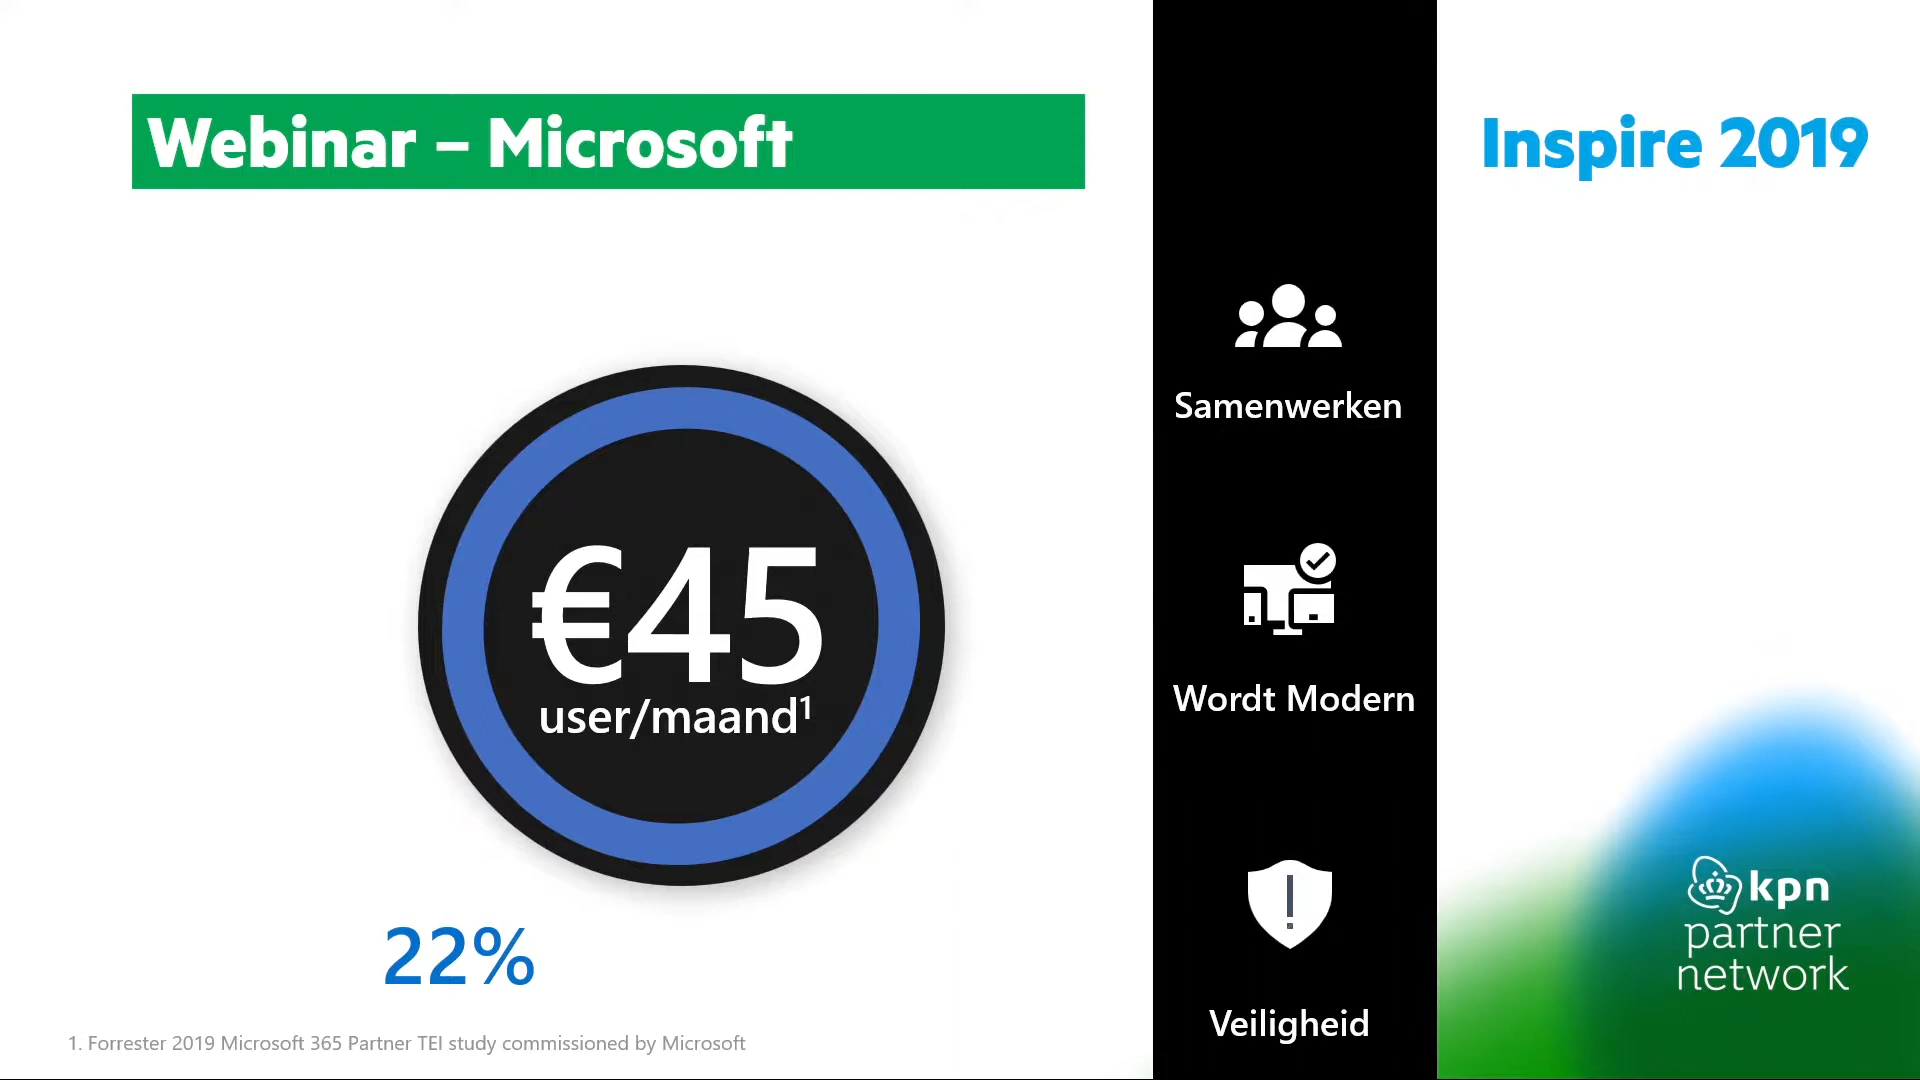 Webinar – Microsoft
Inspire 2019
Samenwerken
€45
user/maand¹
Wordt Modern
22%
Veiligheid
kpn
partner
network
1. Forrester 2019 Microsoft 365 Partner TEI study commissioned by Microsoft